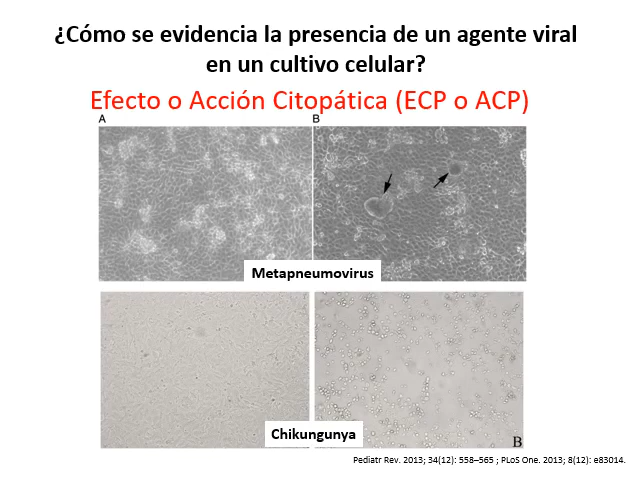 ¿Cómo se evidencia la presencia de un agente viral
en un cultivo celular?
Efecto o Acción Citopática (ECP o ACP)
A
B
Metapneumovirus
Chikungunya
B
Pediatr Rev. 2013; 34(12): 558–565 ; PLoS One. 2013; 8(12): e83014.